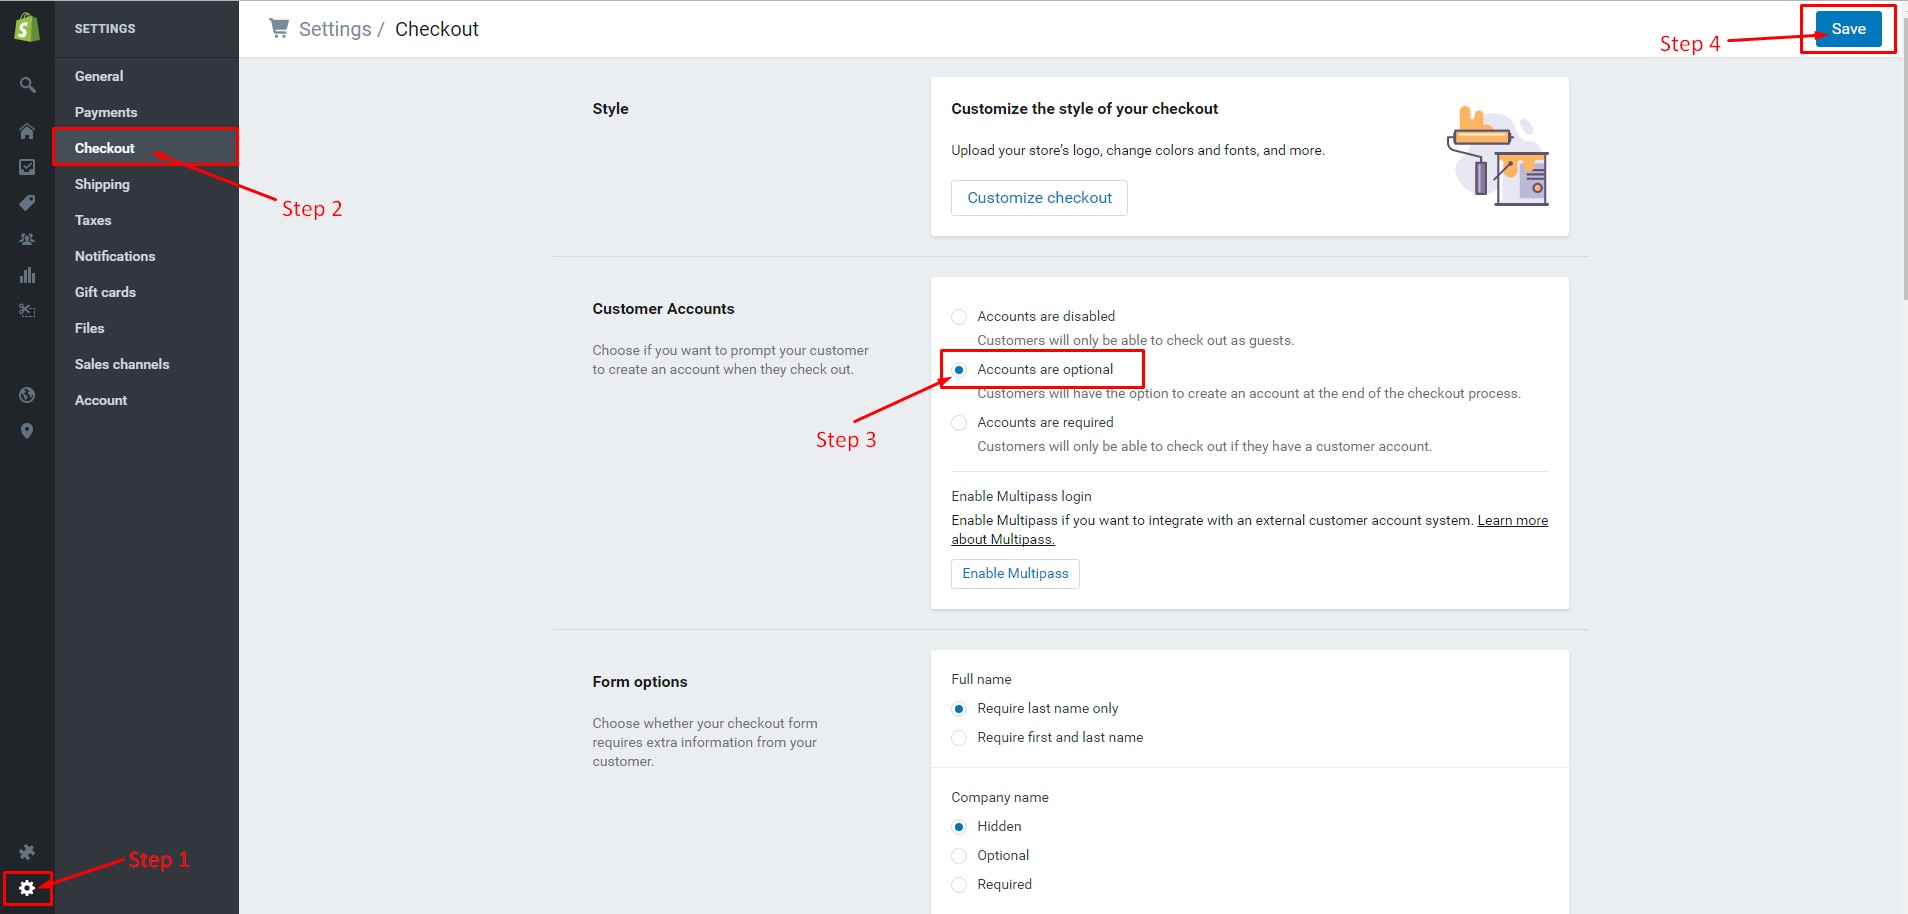 SETTINGS
General
Payments
Checkout
Shipping
Taxes
Notifications
Gift cards
Files
Sales channels
Account
Step 2
Step 1
Settings / Checkout
Step 4
Save
Style
Customize the style of your checkout
Upload your store's logo, change colors and fonts, and more.
Customize checkout
Customer Accounts
Choose if you want to prompt your customer
to create an account when they check out.
Accounts are disabled
Customers will only be able to check out as guests.
Accounts are optional
Customers will have the option to create an account at the end of the checkout process.
Step 3
Accounts are required
Customers will only be able to check out if they have a customer account.
Enable Multipass login
Enable Multipass if you want to integrate with an external customer account system. Learn more
about Multipass.
Enable Multipass
Form options
Choose whether your checkout form
requires extra information from your
customer.
Full name
Require last name only
Require first and last name
Company name
Hidden
Optional
Required